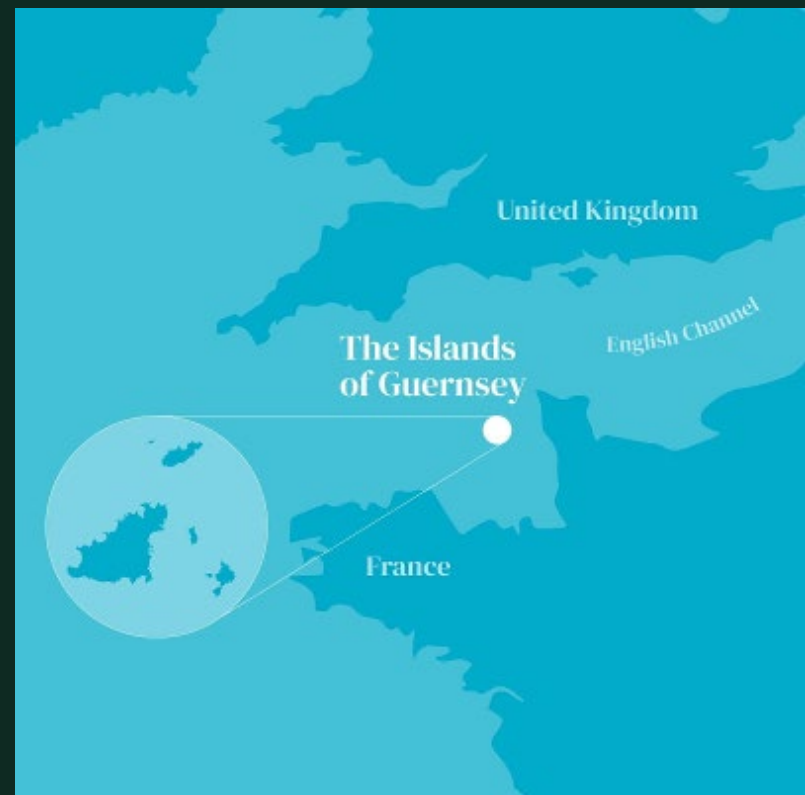 United Kingdom
English Channel
The Islands
of Guernsey
France